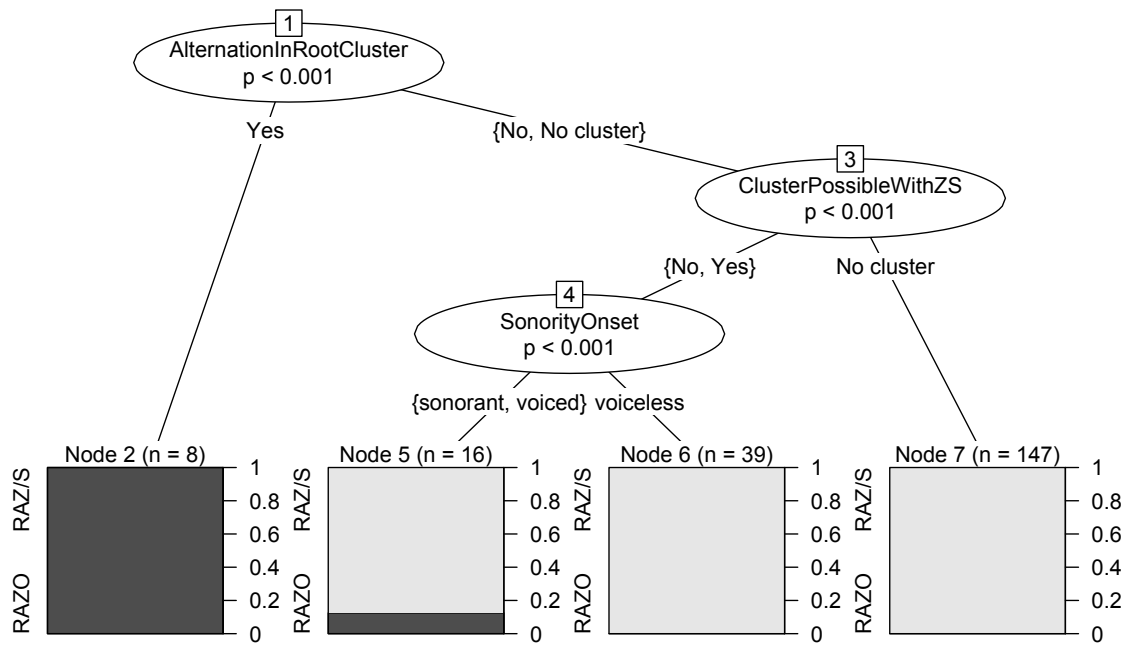 1
AlternationInRootCluster
p < 0.001
Yes
{No, No cluster}
3
ClusterPossibleWithZS
p < 0.001
{No, Yes}
No cluster
4
SonorityOnset
p < 0.001
{sonorant, voiced}
voiceless
Node 2 (n = 8)
RAZO
RAZ/S
1
0.8
0.6
0.4
0.2
0
Node 5 (n = 16)
RAZO
RAZ/S
1
0.8
0.6
0.4
0.2
0
Node 6 (n = 39)
RAZO
RAZ/S
1
0.8
0.6
0.4
0.2
0
Node 7 (n = 147)
RAZO
RAZ/S
1
0.8
0.6
0.4
0.2
0